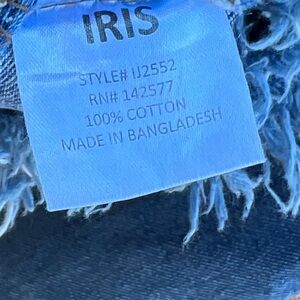 IRIS
STYLE# IJ2552
RN# 142577
100% COTTON
MADE IN BANGLADESH